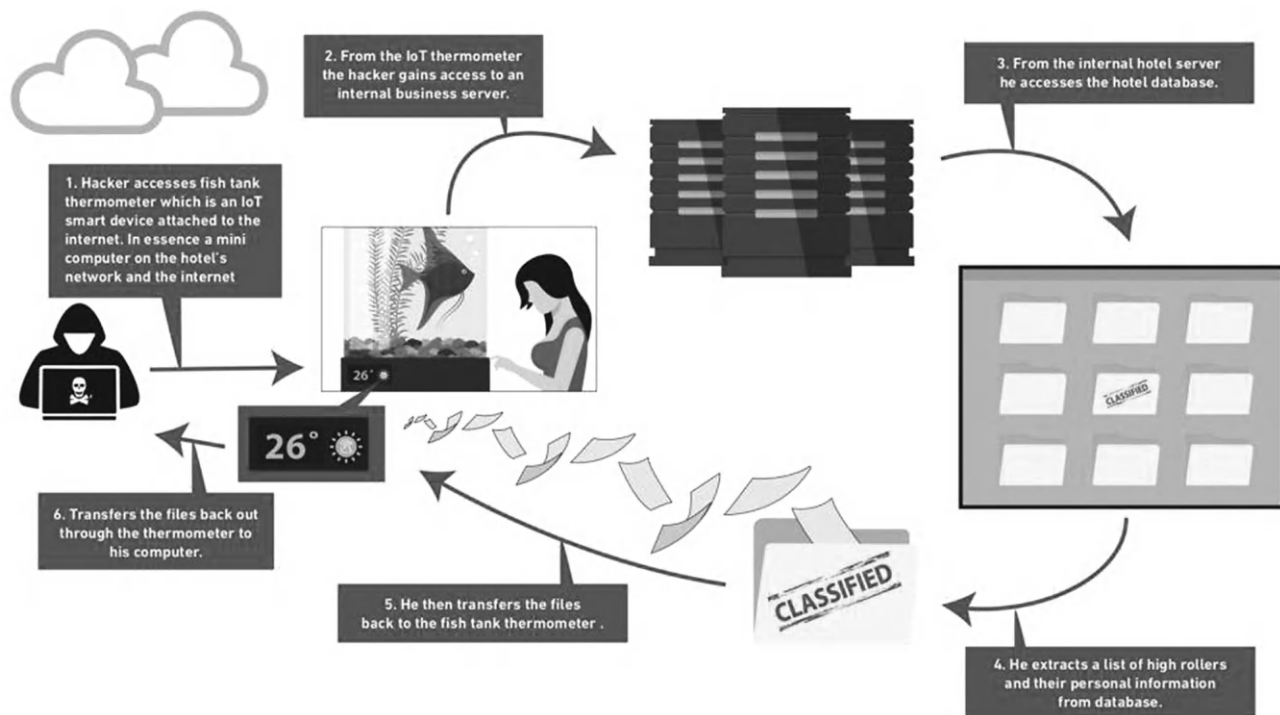 2. From the IoT thermometer
the hacker gains access to an
internal business server.
3. From the internal hotel server
he accesses the hotel database.
1. Hacker accesses fish tank
thermometer which is an IoT
smart device attached to the
internet. In essence a mini
computer on the hotel's
network and the internet
26°
CLASSIFIED
26°
6. Transfers the files back out
through the thermometer to
his computer.
CLASSIFIED
5. He then transfers the files
back to the fish tank thermometer .
4. He extracts a list of high rollers
and their personal information
from database.